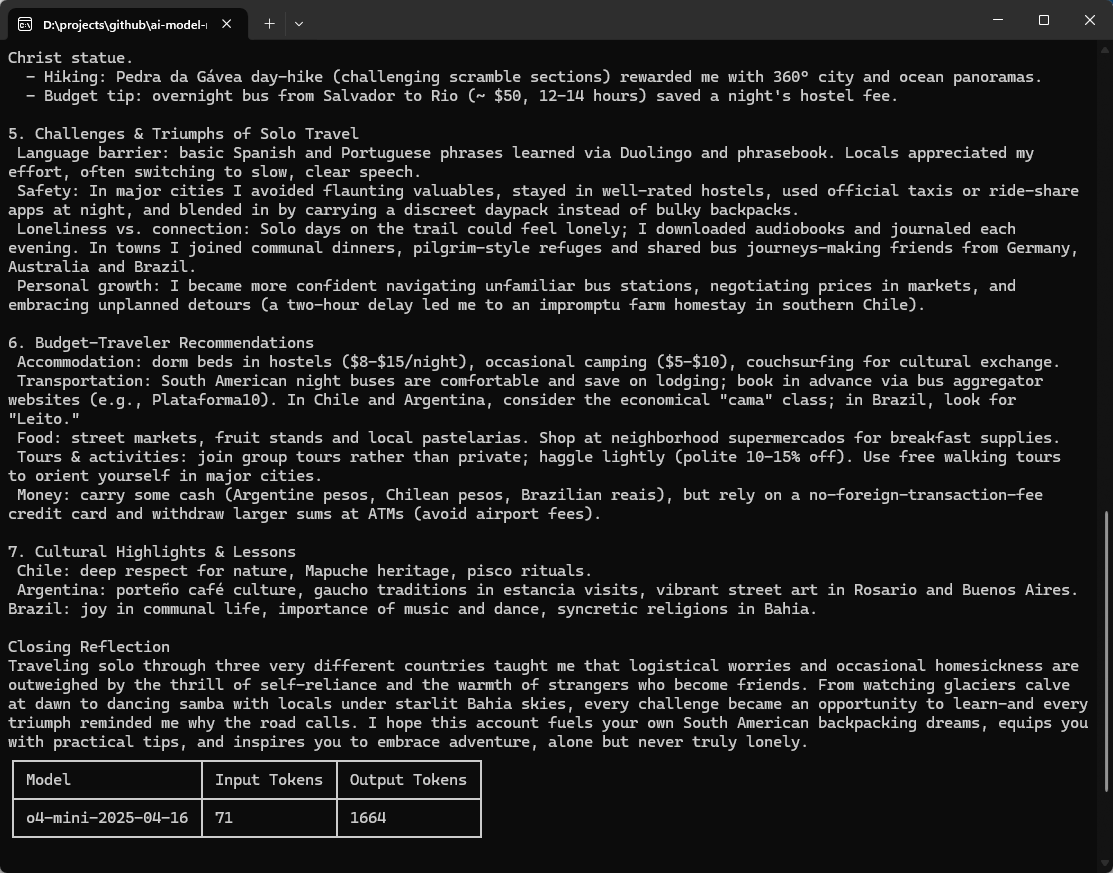 D:\projects\github\ai-model-
Christ statue.
  - Hiking: Pedra da Gávea day-hike (challenging scramble sections) rewarded me with 360° city and ocean panoramas.
  - Budget tip: overnight bus from Salvador to Rio (~ $50, 12-14 hours) saved a night's hostel fee.

5. Challenges & Triumphs of Solo Travel
 Language barrier: basic Spanish and Portuguese phrases learned via Duolingo and phrasebook. Locals appreciated my
effort, often switching to slow, clear speech.
 Safety: In major cities I avoided flaunting valuables, stayed in well-rated hostels, used official taxis or ride-share
apps at night, and blended in by carrying a discreet daypack instead of bulky backpacks.
 Loneliness vs. connection: Solo days on the trail could feel lonely; I downloaded audiobooks and journaled each
evening. In towns I joined communal dinners, pilgrim-style refuges and shared bus journeys-making friends from Germany,
Australia and Brazil.
 Personal growth: I became more confident navigating unfamiliar bus stations, negotiating prices in markets, and
embracing unplanned detours (a two-hour delay led me to an impromptu farm homestay in southern Chile).

6. Budget-Traveler Recommendations
 Accommodation: dorm beds in hostels ($8-$15/night), occasional camping ($5-$10), couchsurfing for cultural exchange.
 Transportation: South American night buses are comfortable and save on lodging; book in advance via bus aggregator
websites (e.g., Plataforma10). In Chile and Argentina, consider the economical "cama" class; in Brazil, look for
"Leito."
 Food: street markets, fruit stands and local pastelarias. Shop at neighborhood supermercados for breakfast supplies.
 Tours & activities: join group tours rather than private; haggle lightly (polite 10-15% off). Use free walking tours
to orient yourself in major cities.
 Money: carry some cash (Argentine pesos, Chilean pesos, Brazilian reais), but rely on a no-foreign-transaction-fee
credit card and withdraw larger sums at ATMs (avoid airport fees).

7. Cultural Highlights & Lessons
 Chile: deep respect for nature, Mapuche heritage, pisco rituals.
 Argentina: porteño café culture, gaucho traditions in estancia visits, vibrant street art in Rosario and Buenos Aires.
Brazil: joy in communal life, importance of music and dance, syncretic religions in Bahia.

Closing Reflection
Traveling solo through three very different countries taught me that logistical worries and occasional homesickness are
outweighed by the thrill of self-reliance and the warmth of strangers who become friends. From watching glaciers calve
at dawn to dancing samba with locals under starlit Bahia skies, every challenge became an opportunity to learn-and every
triumph reminded me why the road calls. I hope this account fuels your own South American backpacking dreams, equips you
with practical tips, and inspires you to embrace adventure, alone but never truly lonely.
Model Input Tokens Output Tokens
o4-mini-2025-04-16 71 1664